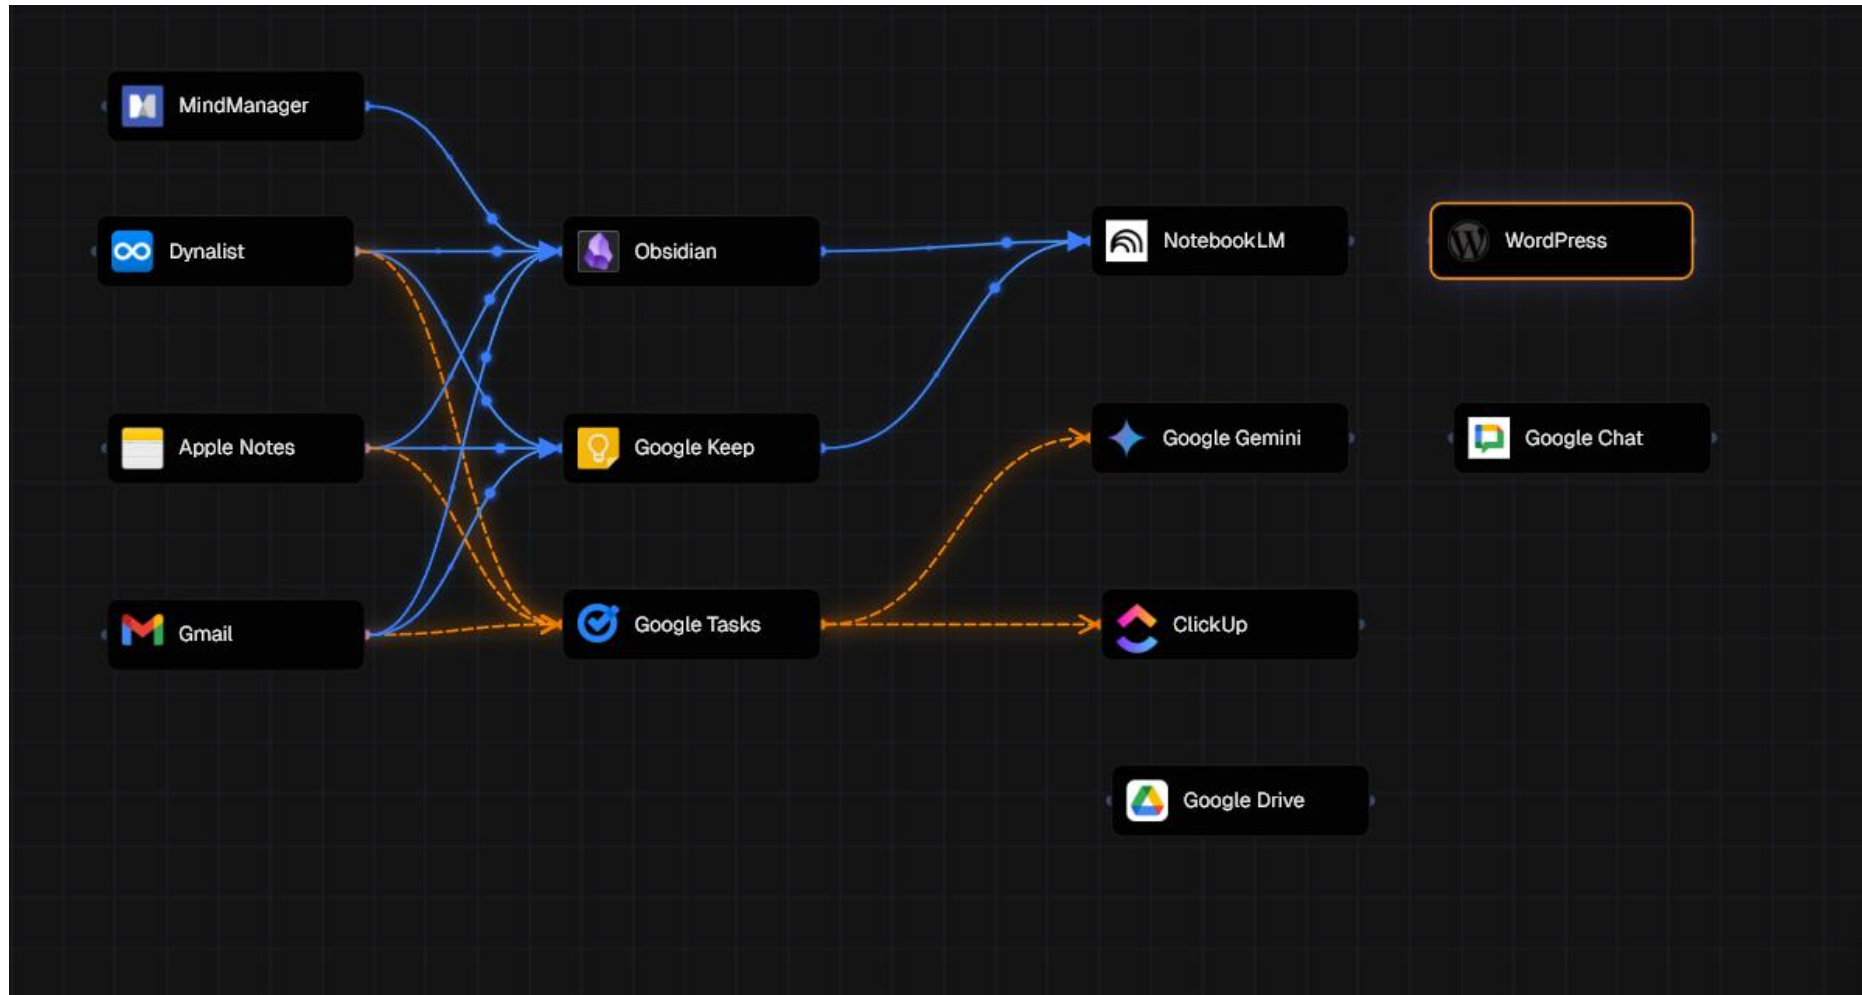 MindManager
Dynalist
Obsidian
NotebookLM
WordPress
Apple Notes
Google Keep
Google Gemini
Google Chat
Gmail
Google Tasks
ClickUp
Google Drive